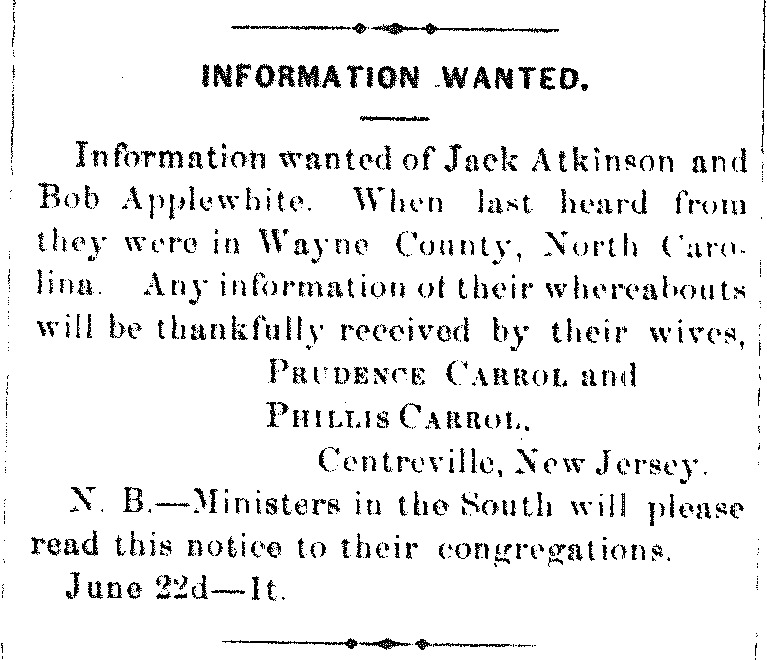 INFORMATION WANTED.
Information wanted of Jack Atkinson and
Bob Applewhite. When last heard from
they were in Wayne County, North Caro-
lina. Any information of their whereabouts
will be thankfully received by their wives,
PRUDENCE CARROL and
PHILLIS CARROL,
Centreville, New Jersey.
N. B.—Ministers in the South will please
read this notice to their congregations.
June 22d—1t.